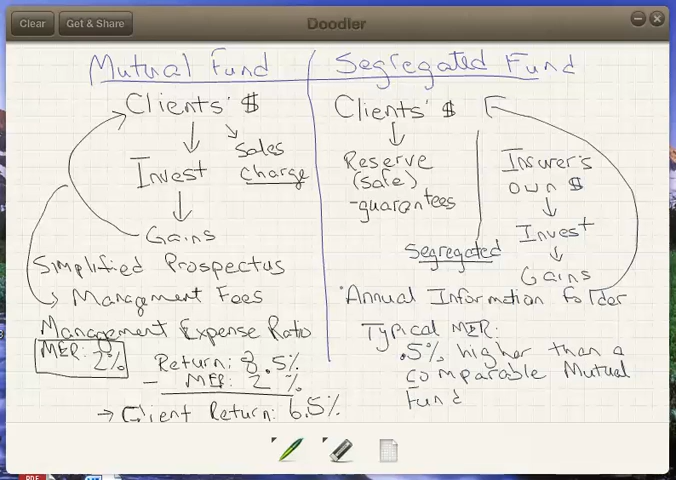 Clear
Get & Share
Doodler
Mutual Fund
Clients' $
Sales
charge
Invest
Gains
Simplified Prospectus
Management Fees
Management Expense Ratio
MER:
2%
Return: 8.5%
- MER: 2 %
→ Client Return: 6.5%
Segregated Fund
Clients' $
Reserve
(safe)
-guarantees
Segregated
Insurer's
own $
Invest
Gains
Annual Information folder
Typical MER:
.5% higher than a
comparable Mutual
Fund
PDF